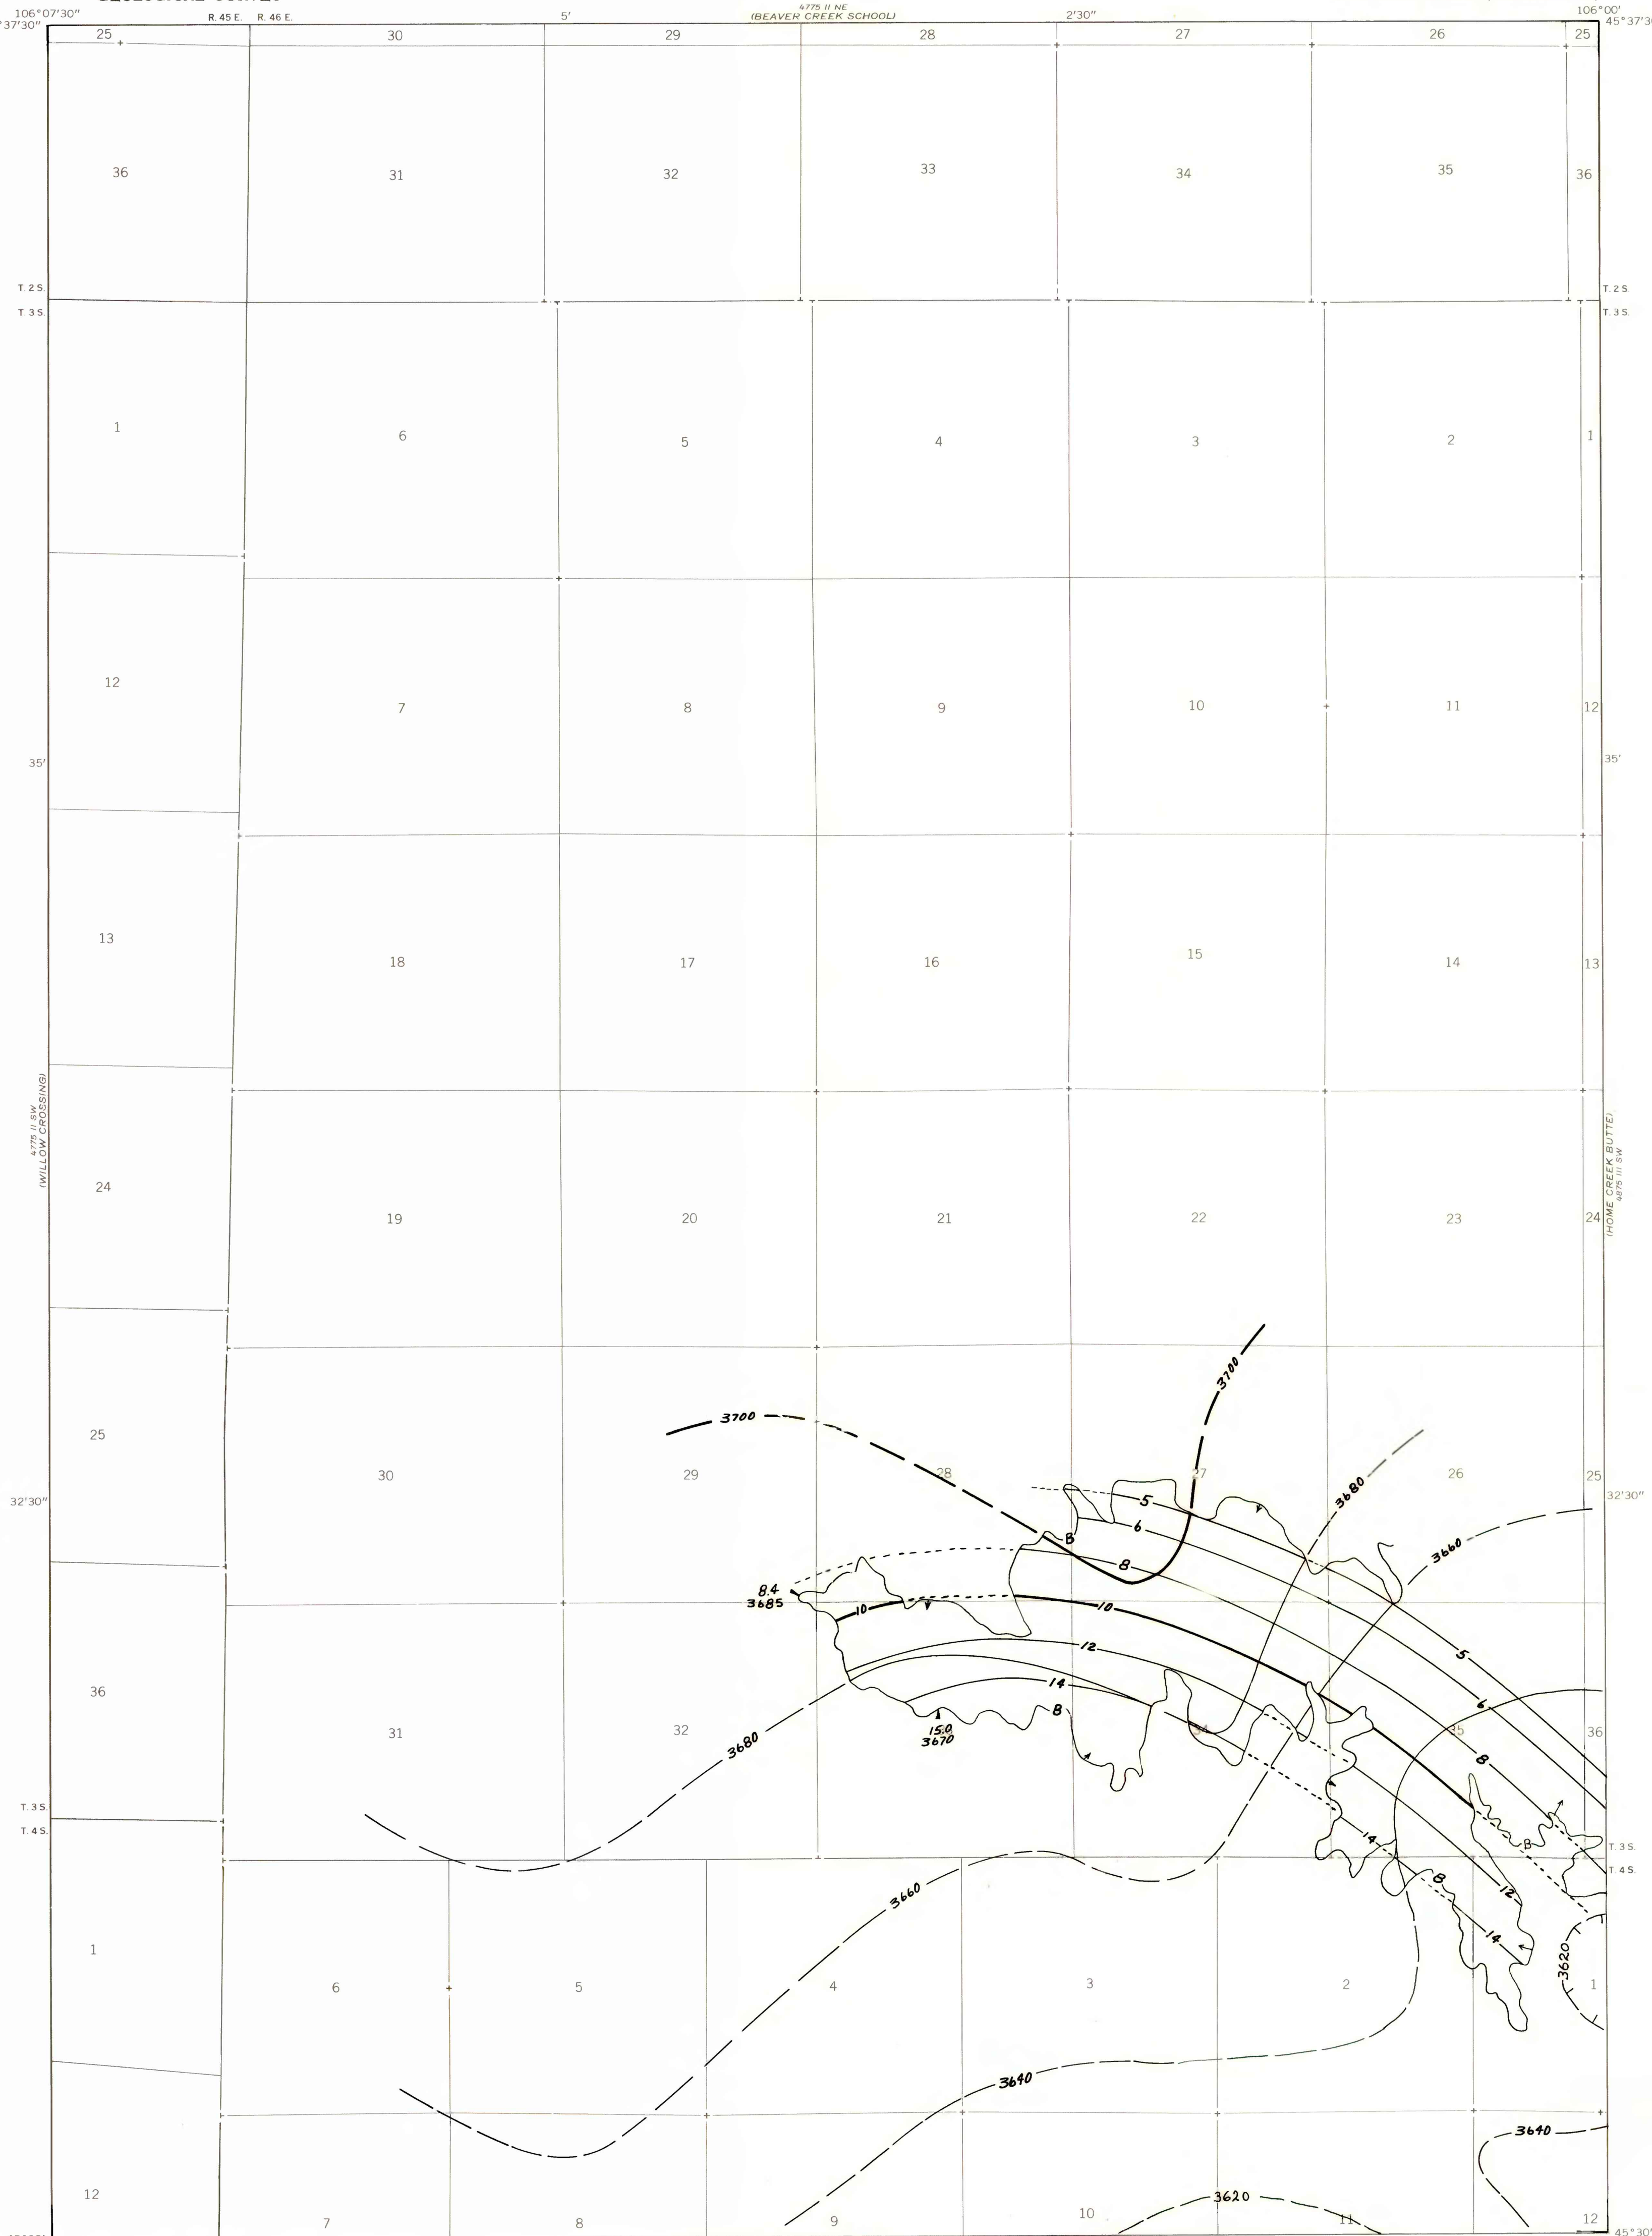 4775 II NE
106°07'30" R. 45 E. R. 46 E. 5' (BEAVER CREEK SCHOOL) 2'30" 106°00'
°37'30" 45°37'3
25 30 29 28 27 26 25
36 31 32 33 34 35 36
T. 2 S. T. 2 S.
T. 3 S. T. 3 S.
1 6 5 4 3 2 1
12 7 8 9 10 11 12
35' 35'
13 18 17 16 15 14 13
4775 II SW
(WILLOW CROSSING)
(HOME CREEK BUTTE)
4875 III SW
24 19 20 21 22 23 24
3700
3700
25 30 29 28 27 26 25
3680
32'30" 5 32'30"
6
B 3660
8
8.4
3685
10 10
12 5
14 6
36 31 32 B 34 35 36
15.0
3670
3680
8
T. 3 S. 14 B T. 3 S.
T. 4 S. T. 4 S.
B
3660 12
14
3620
1 6 5 4 3 2 1
3640
3640
12 3620
7 8 9 10 11 12
45°30'